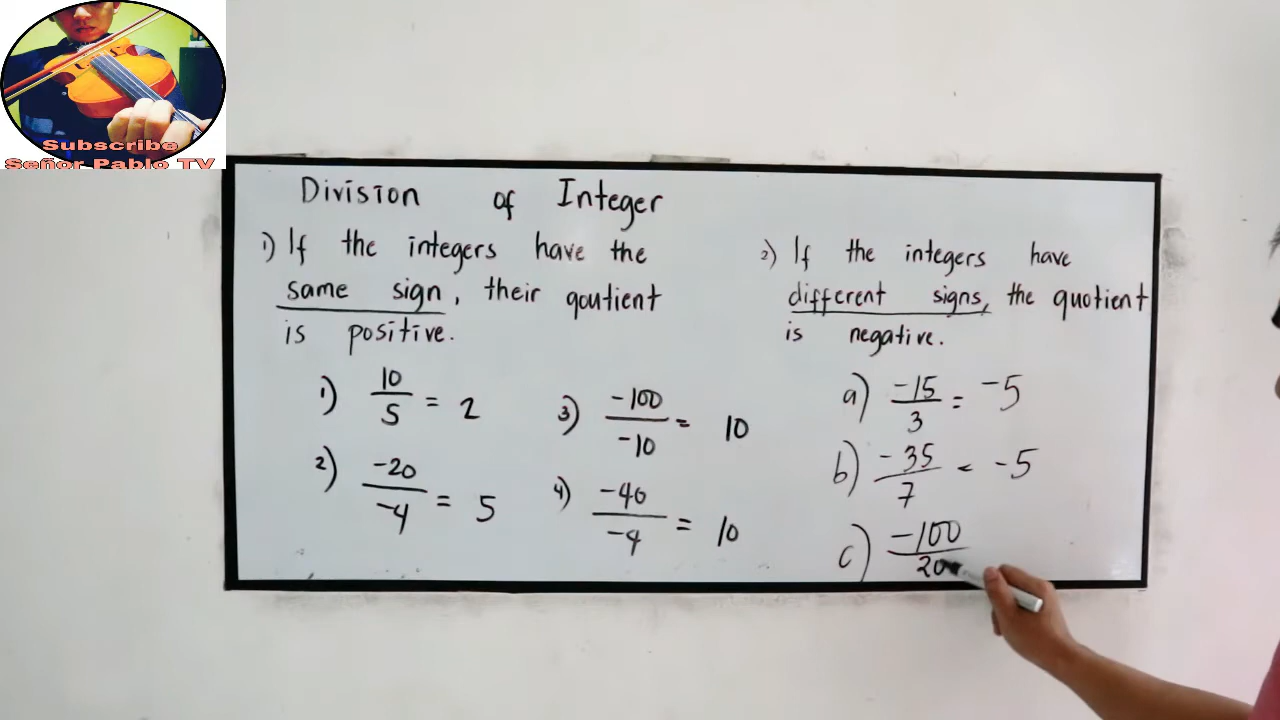 Subscribe
Señor Pablo TV
Division of Integer
1) If the integers have the
same sign, their qoutient
is positive.
1) 10/5 = 2
2) -20/-4 = 5
3) -100/-10 = 10
4) -40/-4 = 10
2) If the integers have
different signs, the quotient
is negative.
a) -15/3 = -5
b) -35/7 = -5
c) -100/20